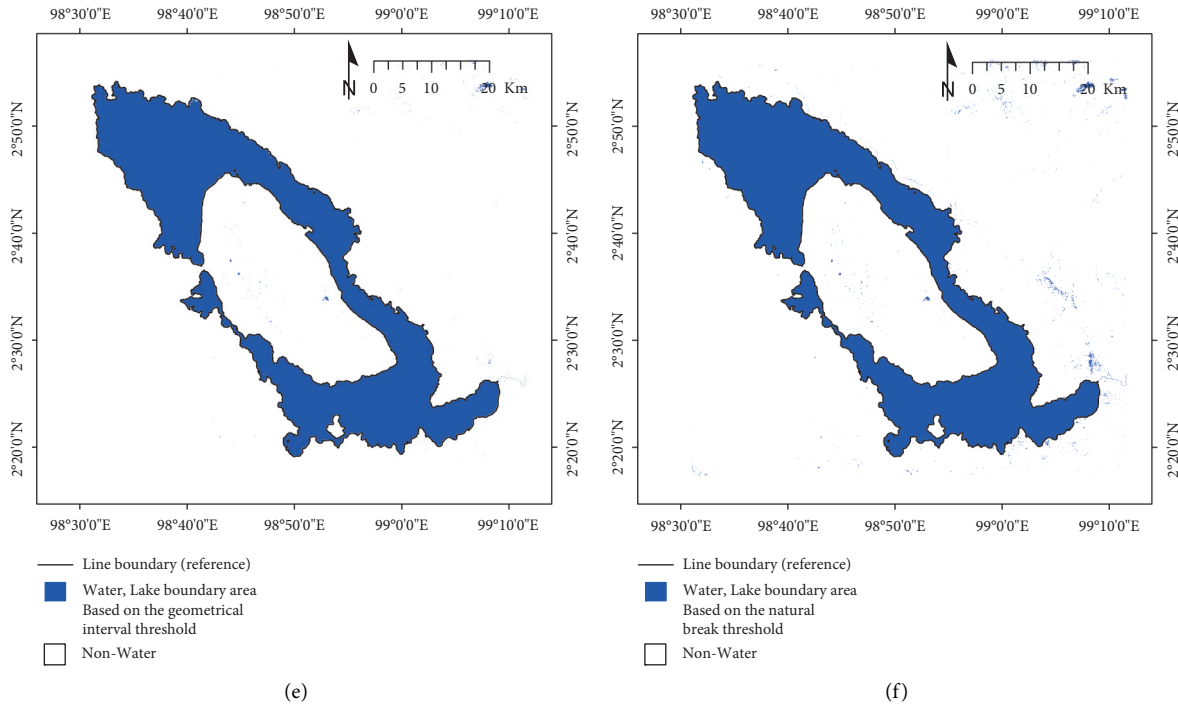 98°30'0"E 98°40'0"E 98°50'0"E 99°0'0"E 99°10'0"E
N
0 5 10 20 Km
2°50'0"N
2°40'0"N
2°30'0"N
2°20'0"N
2°50'0"N
2°40'0"N
2°30'0"N
2°20'0"N
98°30'0"E 98°40'0"E 98°50'0"E 99°0'0"E 99°10'0"E
Line boundary (reference)
Water, Lake boundary area
Based on the geometrical
interval threshold
Non-Water
(e)
98°30'0"E 98°40'0"E 98°50'0"E 99°0'0"E 99°10'0"E
N
0 5 10 20 Km
2°50'0"N
2°40'0"N
2°30'0"N
2°20'0"N
2°50'0"N
2°40'0"N
2°30'0"N
2°20'0"N
98°30'0"E 98°40'0"E 98°50'0"E 99°0'0"E 99°10'0"E
Line boundary (reference)
Water, Lake boundary area
Based on the natural
break threshold
Non-Water
(f)